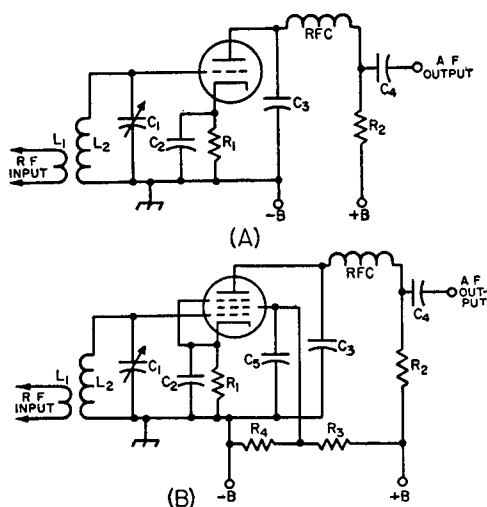 RFC
A F
OUTPUT
C4
C3
C1
C2
R1
R2
L1
L2
R F
INPUT
-B
+B
(A)
RFC
A F
OUT-
PUT
C4
C3
C5
C1
C2
R1
R2
L1
L2
R F
INPUT
R4
R3
-B
+B
(B)